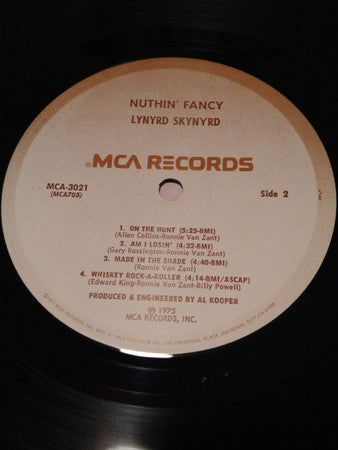 NUTHIN' FANCY
LYNYRD SKYNYRD
MCA RECORDS
MCA-3021
(MCA705)
Side 2
1. ON THE HUNT (5:25-BMI)
(Allen Collins-Ronnie Van Zant)
2. AM I LOSIN' (4:32-BMI)
(Gary Rossington-Ronnie Van Zant)
3. MADE IN THE SHADE (4:40-BMI)
(Ronnie Van Zant)
4. WHISKEY ROCK-A-ROLLER (4:14-BMI/ASCAP)
(Edward King-Ronnie Van Zant-Billy Powell)
PRODUCED & ENGINEERED BY AL KOOPER
℗ 1975
MCA RECORDS, INC.